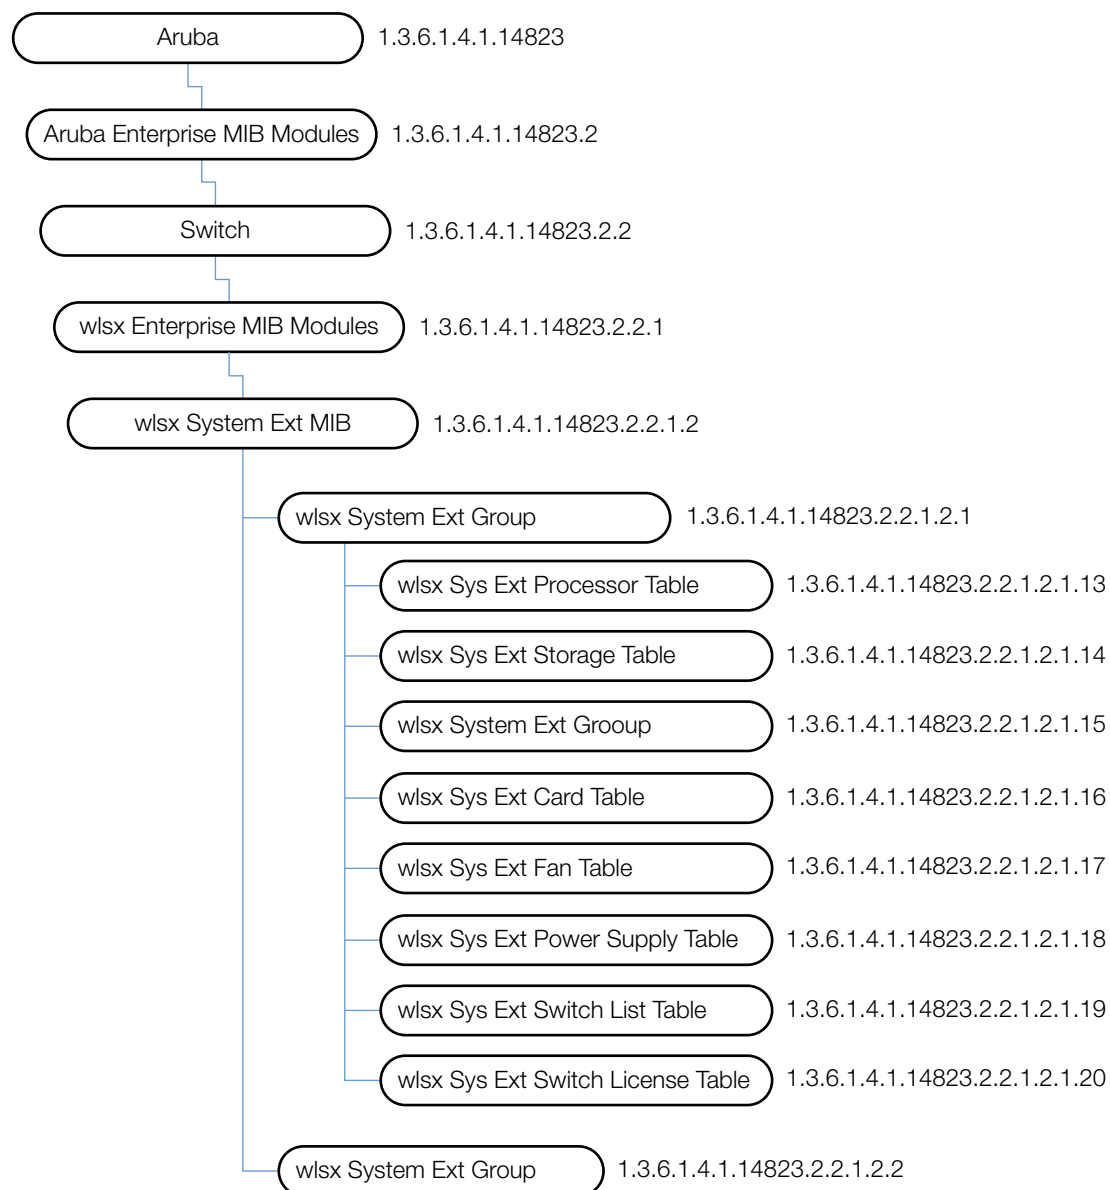 Aruba 1.3.6.1.4.1.14823
Aruba Enterprise MIB Modules 1.3.6.1.4.1.14823.2
Switch 1.3.6.1.4.1.14823.2.2
wlsx Enterprise MIB Modules 1.3.6.1.4.1.14823.2.2.1
wlsx System Ext MIB 1.3.6.1.4.1.14823.2.2.1.2
wlsx System Ext Group 1.3.6.1.4.1.14823.2.2.1.2.1
wlsx Sys Ext Processor Table 1.3.6.1.4.1.14823.2.2.1.2.1.13
wlsx Sys Ext Storage Table 1.3.6.1.4.1.14823.2.2.1.2.1.14
wlsx System Ext Grooup 1.3.6.1.4.1.14823.2.2.1.2.1.15
wlsx Sys Ext Card Table 1.3.6.1.4.1.14823.2.2.1.2.1.16
wlsx Sys Ext Fan Table 1.3.6.1.4.1.14823.2.2.1.2.1.17
wlsx Sys Ext Power Supply Table 1.3.6.1.4.1.14823.2.2.1.2.1.18
wlsx Sys Ext Switch List Table 1.3.6.1.4.1.14823.2.2.1.2.1.19
wlsx Sys Ext Switch License Table 1.3.6.1.4.1.14823.2.2.1.2.1.20
wlsx System Ext Group 1.3.6.1.4.1.14823.2.2.1.2.2